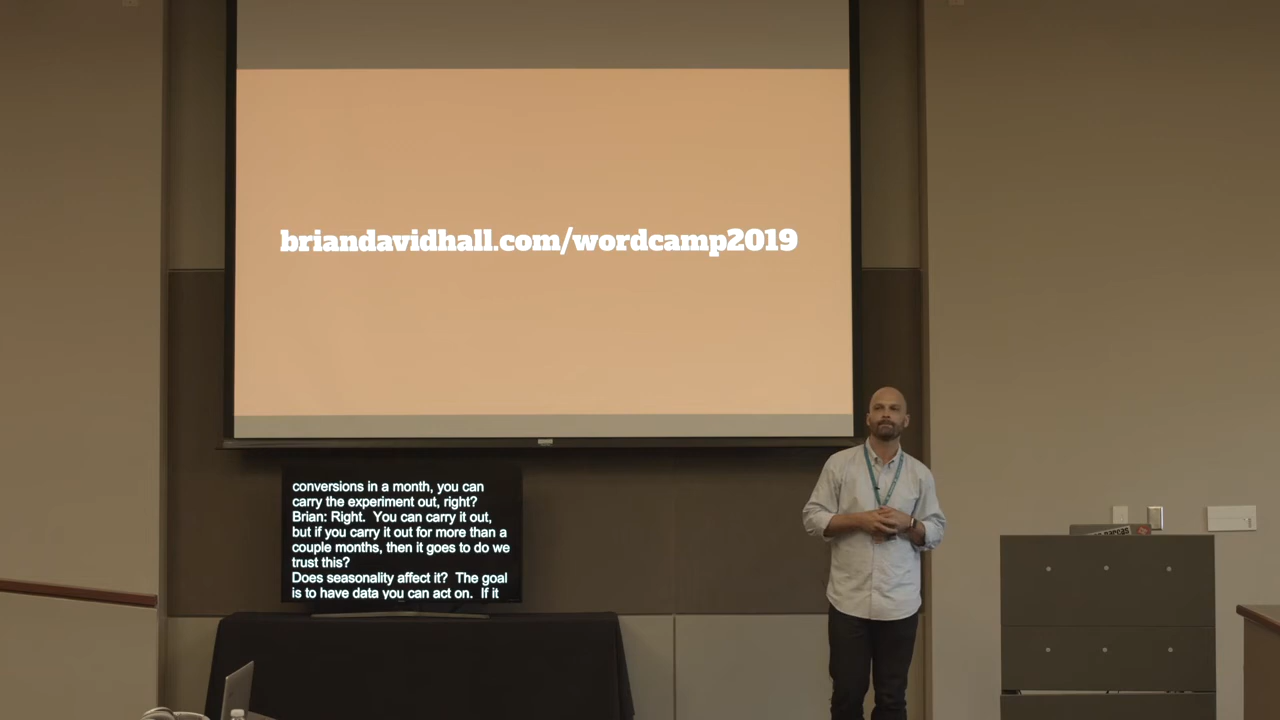 briandavidhall.com/wordcamp2019
conversions in a month, you can
carry the experiment out, right?
Brian: Right.  You can carry it out,
but if you carry it out for more than a
couple months, then it goes to do we
trust this?
Does seasonality affect it?  The goal
is to have data you can act on.  If it